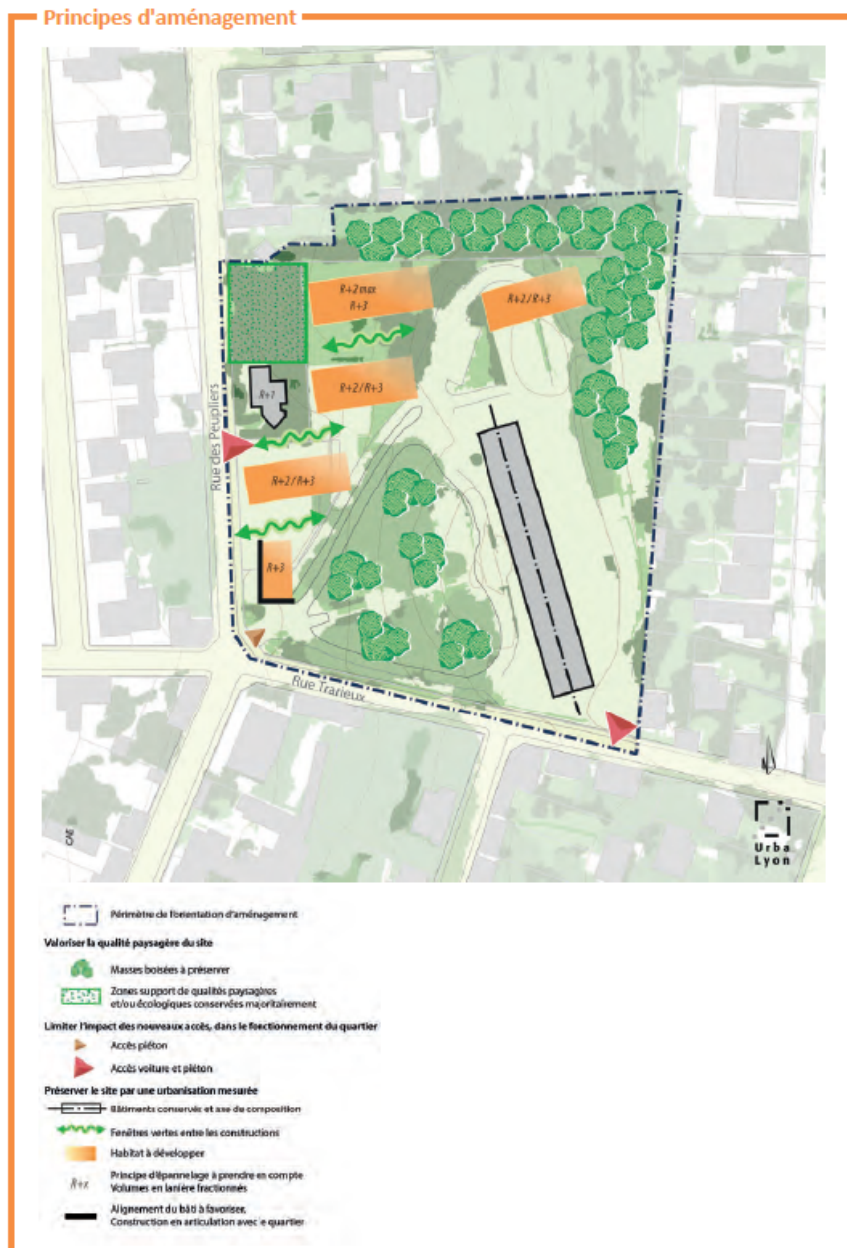 Principes d'aménagement
R+2 max
R+3
R+2/R+3
R+2/R+3
R+1
Rue des Peupliers
R+2/R+3
R+3
Rue Trarieux
CAE
Urba
Lyon
Périmètre de l'orientation d'aménagement
Valoriser la qualité paysagère du site
Masses boisées à préserver
Zones support de qualités paysagères
et/ou écologiques conservées majoritairement
Limiter l'impact des nouveaux accès, dans le fonctionnement du quartier
Accès piéton
Accès voiture et piéton
Préserver le site par une urbanisation mesurée
Bâtiments conservés et axe de composition
Fenêtres vertes entre les constructions
Habitat à développer
R+x
Principe d'épannelage à prendre en compte
Volumes en lanière fractionnés
Alignement du bâti à favoriser,
Construction en articulation avec le quartier